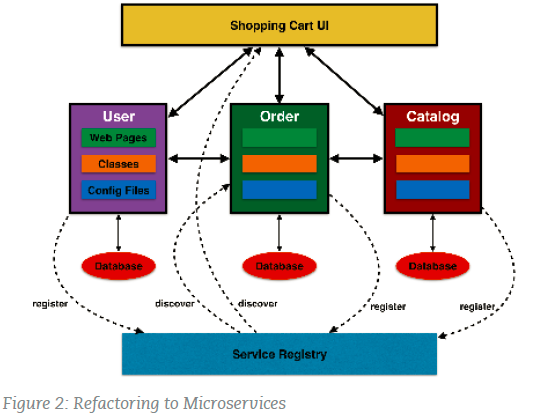 Shopping Cart UI
User
Order
Catalog
Web Pages
Classes
Config Files
Database
Database
Database
register
discover
discover
register
register
Service Registry
Figure 2: Refactoring to Microservices